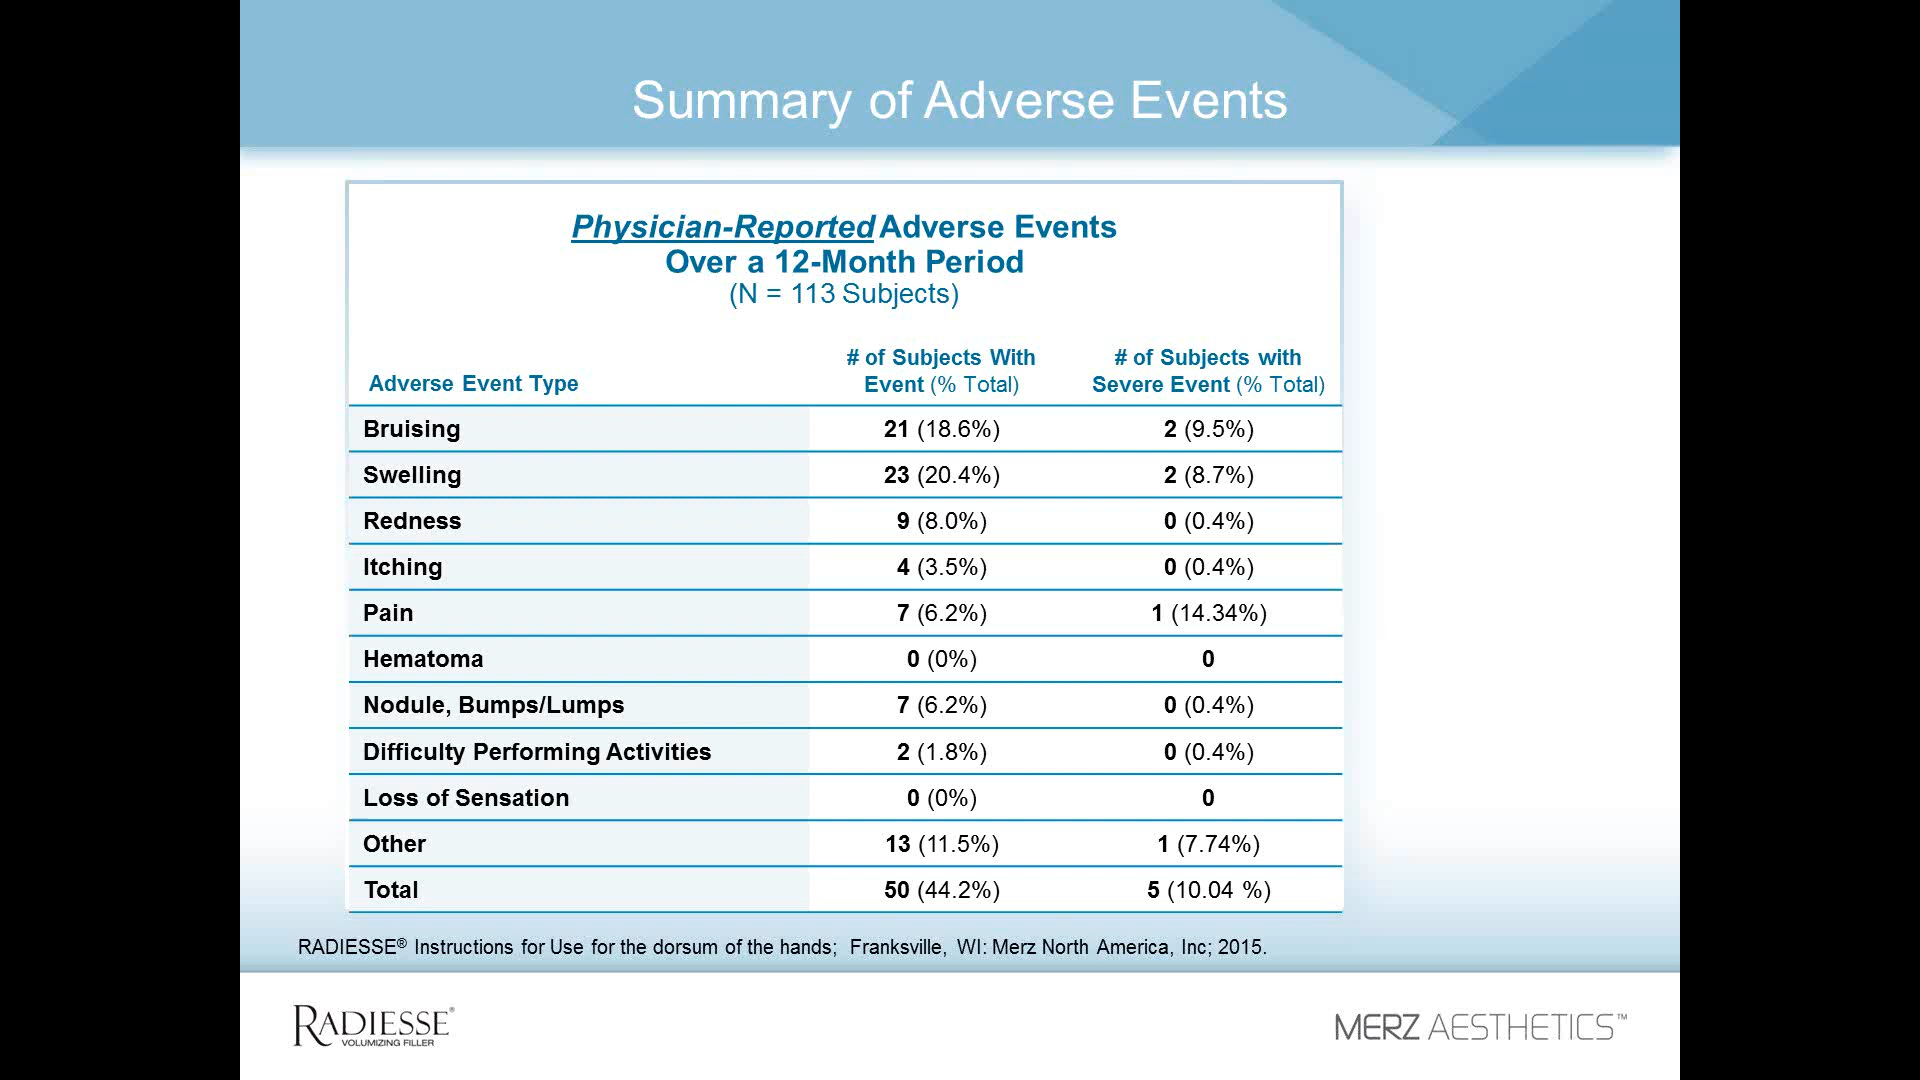 Summary of Adverse Events
Physician-Reported Adverse Events
Over a 12-Month Period
(N = 113 Subjects)
Adverse Event Type # of Subjects With Event (% Total) # of Subjects with Severe Event (% Total)
Bruising 21 (18.6%) 2 (9.5%)
Swelling 23 (20.4%) 2 (8.7%)
Redness 9 (8.0%) 0 (0.4%)
Itching 4 (3.5%) 0 (0.4%)
Pain 7 (6.2%) 1 (14.34%)
Hematoma 0 (0%) 0
Nodule, Bumps/Lumps 7 (6.2%) 0 (0.4%)
Difficulty Performing Activities 2 (1.8%) 0 (0.4%)
Loss of Sensation 0 (0%) 0
Other 13 (11.5%) 1 (7.74%)
Total 50 (44.2%) 5 (10.04 %)
RADIESSE® Instructions for Use for the dorsum of the hands; Franksville, WI: Merz North America, Inc; 2015.
RADIESSE®
VOLUMIZING FILLER
MERZ AESTHETICS™